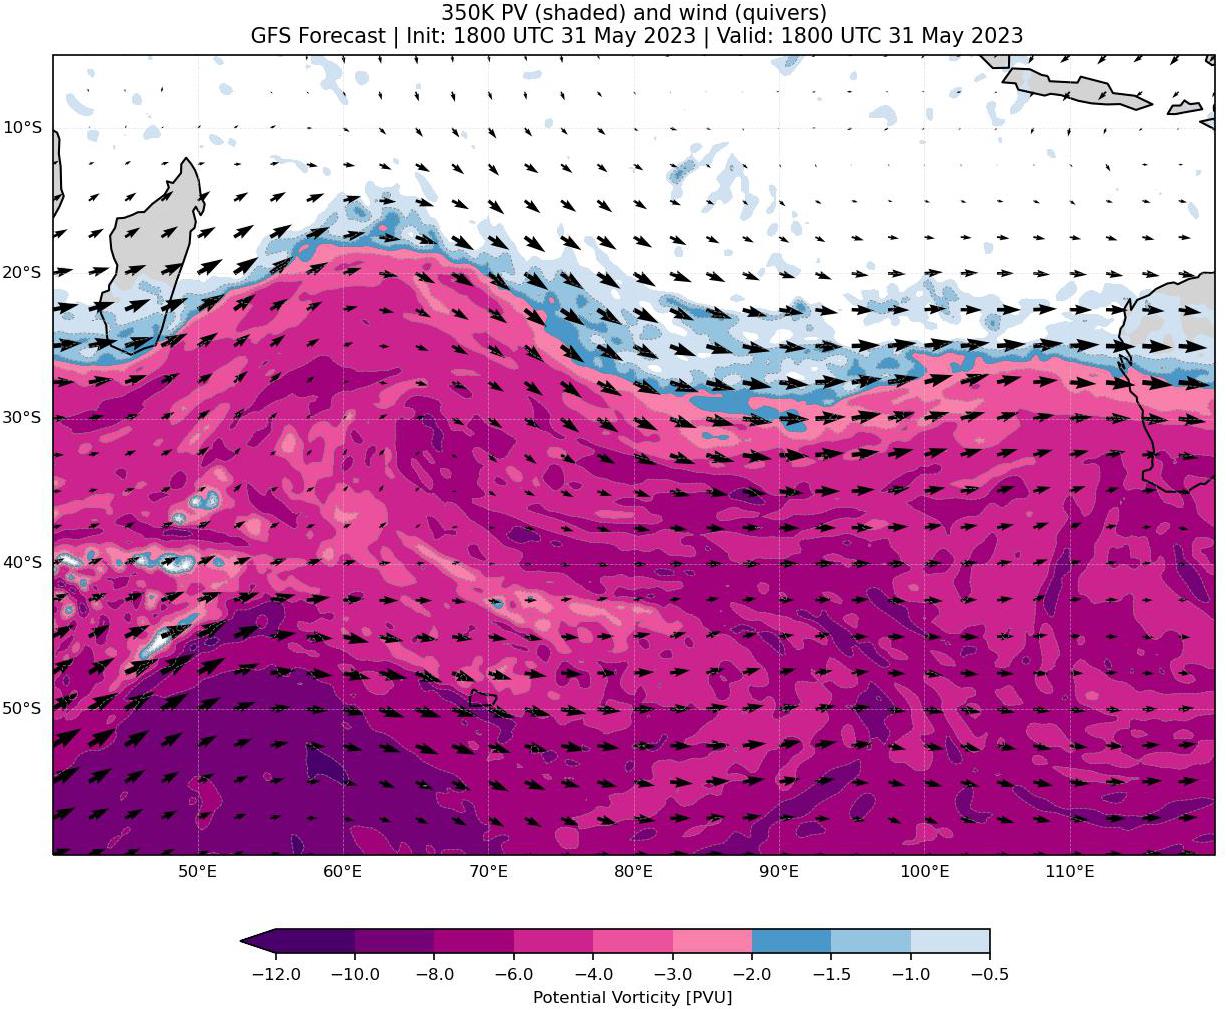 350K PV (shaded) and wind (quivers)
GFS Forecast | Init: 1800 UTC 31 May 2023 | Valid: 1800 UTC 31 May 2023
10°S
20°S
30°S
40°S
50°S
50°E 60°E 70°E 80°E 90°E 100°E 110°E
−12.0 −10.0 −8.0 −6.0 −4.0 −3.0 −2.0 −1.5 −1.0 −0.5
Potential Vorticity [PVU]